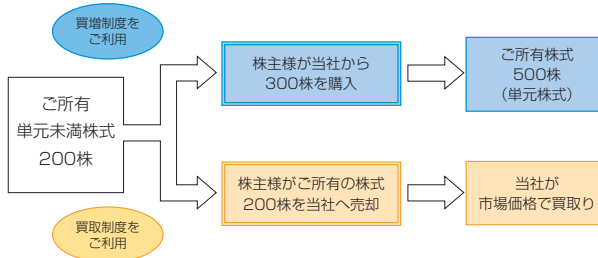 買増制度を
ご利用
ご所有
単元未満株式
200株
株主様が当社から
300株を購入
ご所有株式
500株
（単元株式）
株主様がご所有の株式
200株を当社へ売却
当社が
市場価格で買取り
買取制度を
ご利用